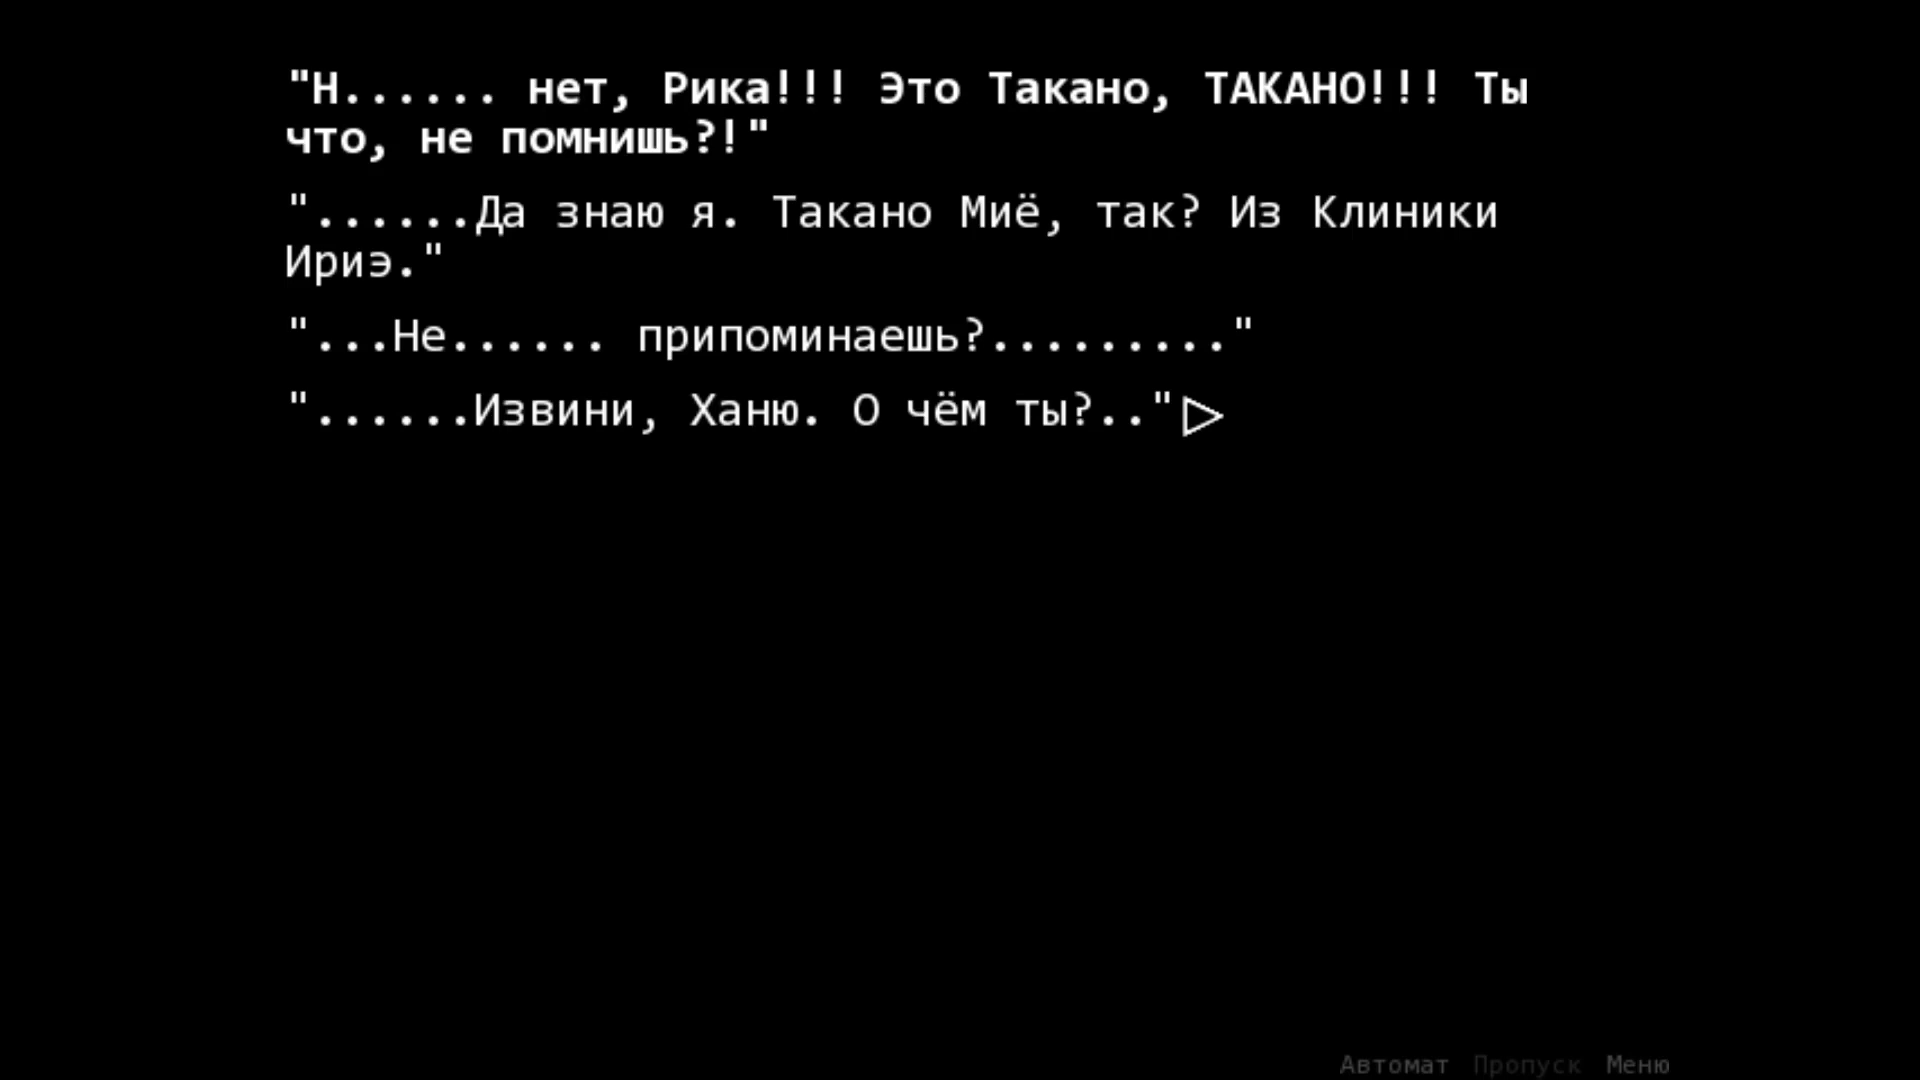 "Н...... нет, Рика!!! Это Такано, ТАКАНО!!! Ты
что, не помнишь?!"
"......Да знаю я. Такано Миё, так? Из Клиники
Ириэ."
"...Не...... припоминаешь?........."
"......Извини, Ханю. О чём ты?.."
Автомат Пропуск Меню